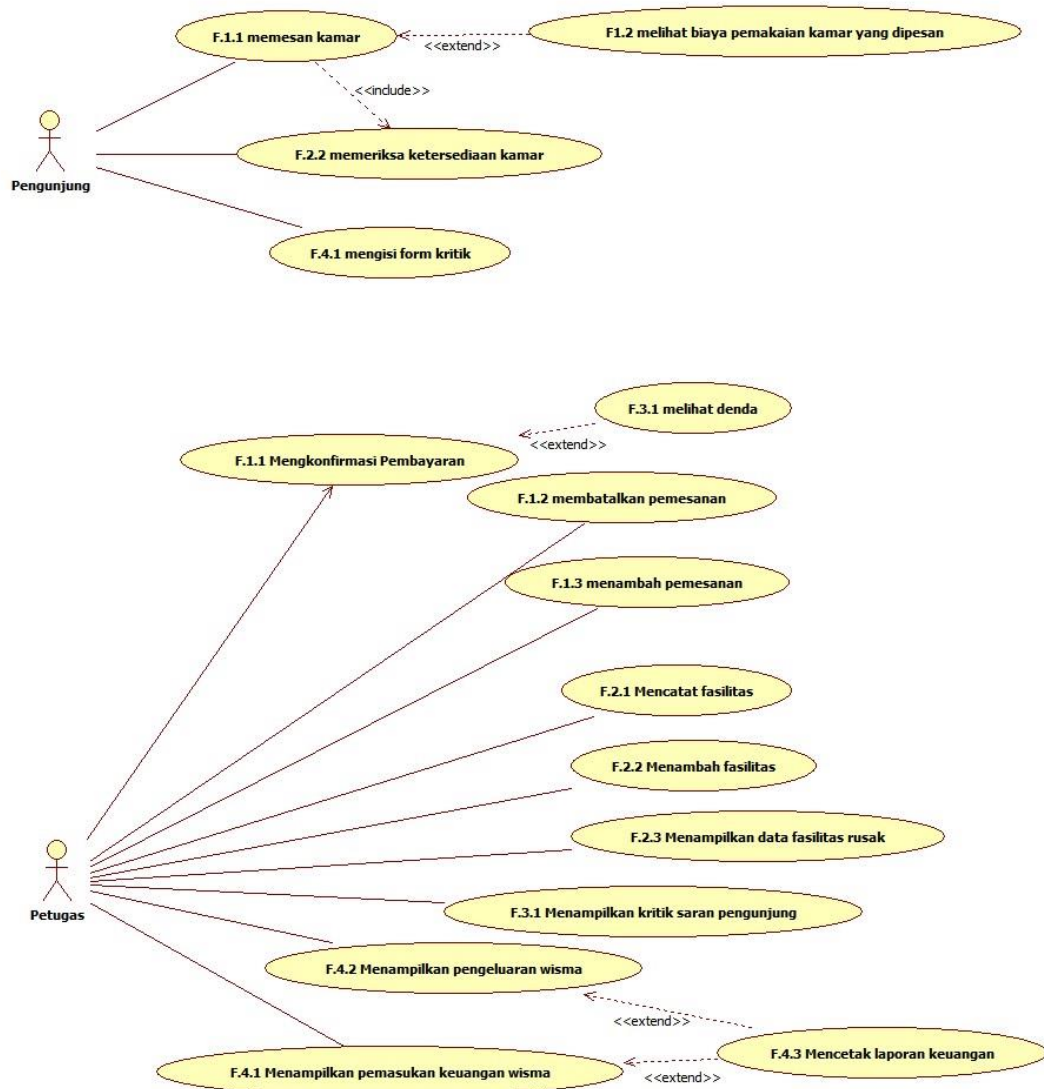 F.1.1 memesan kamar
<<extend>>
F1.2 melihat biaya pemakaian kamar yang dipesan
<<include>>
F.2.2 memeriksa ketersediaan kamar
Pengunjung
F.4.1 mengisi form kritik
F.3.1 melihat denda
<<extend>>
F.1.1 Mengkonfirmasi Pembayaran
F.1.2 membatalkan pemesanan
F.1.3 menambah pemesanan
F.2.1 Mencatat fasilitas
F.2.2 Menambah fasilitas
F.2.3 Menampilkan data fasilitas rusak
Petugas
F.3.1 Menampilkan kritik saran pengunjung
F.4.2 Menampilkan pengeluaran wisma
<<extend>>
F.4.3 Mencetak laporan keuangan
F.4.1 Menampilkan pemasukan keuangan wisma
<<extend>>